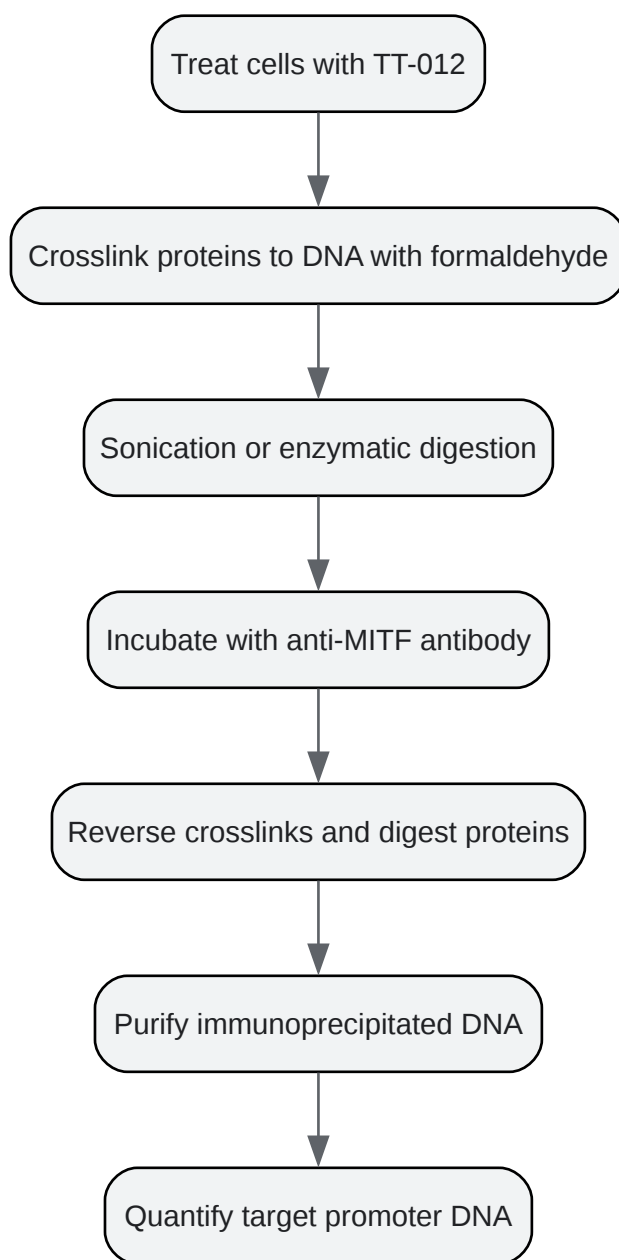 Treat cells with TT-012
Crosslink proteins to DNA with formaldehyde
Sonication or enzymatic digestion
Incubate with anti-MITF antibody
Reverse crosslinks and digest proteins
Purify immunoprecipitated DNA
Quantify target promoter DNA